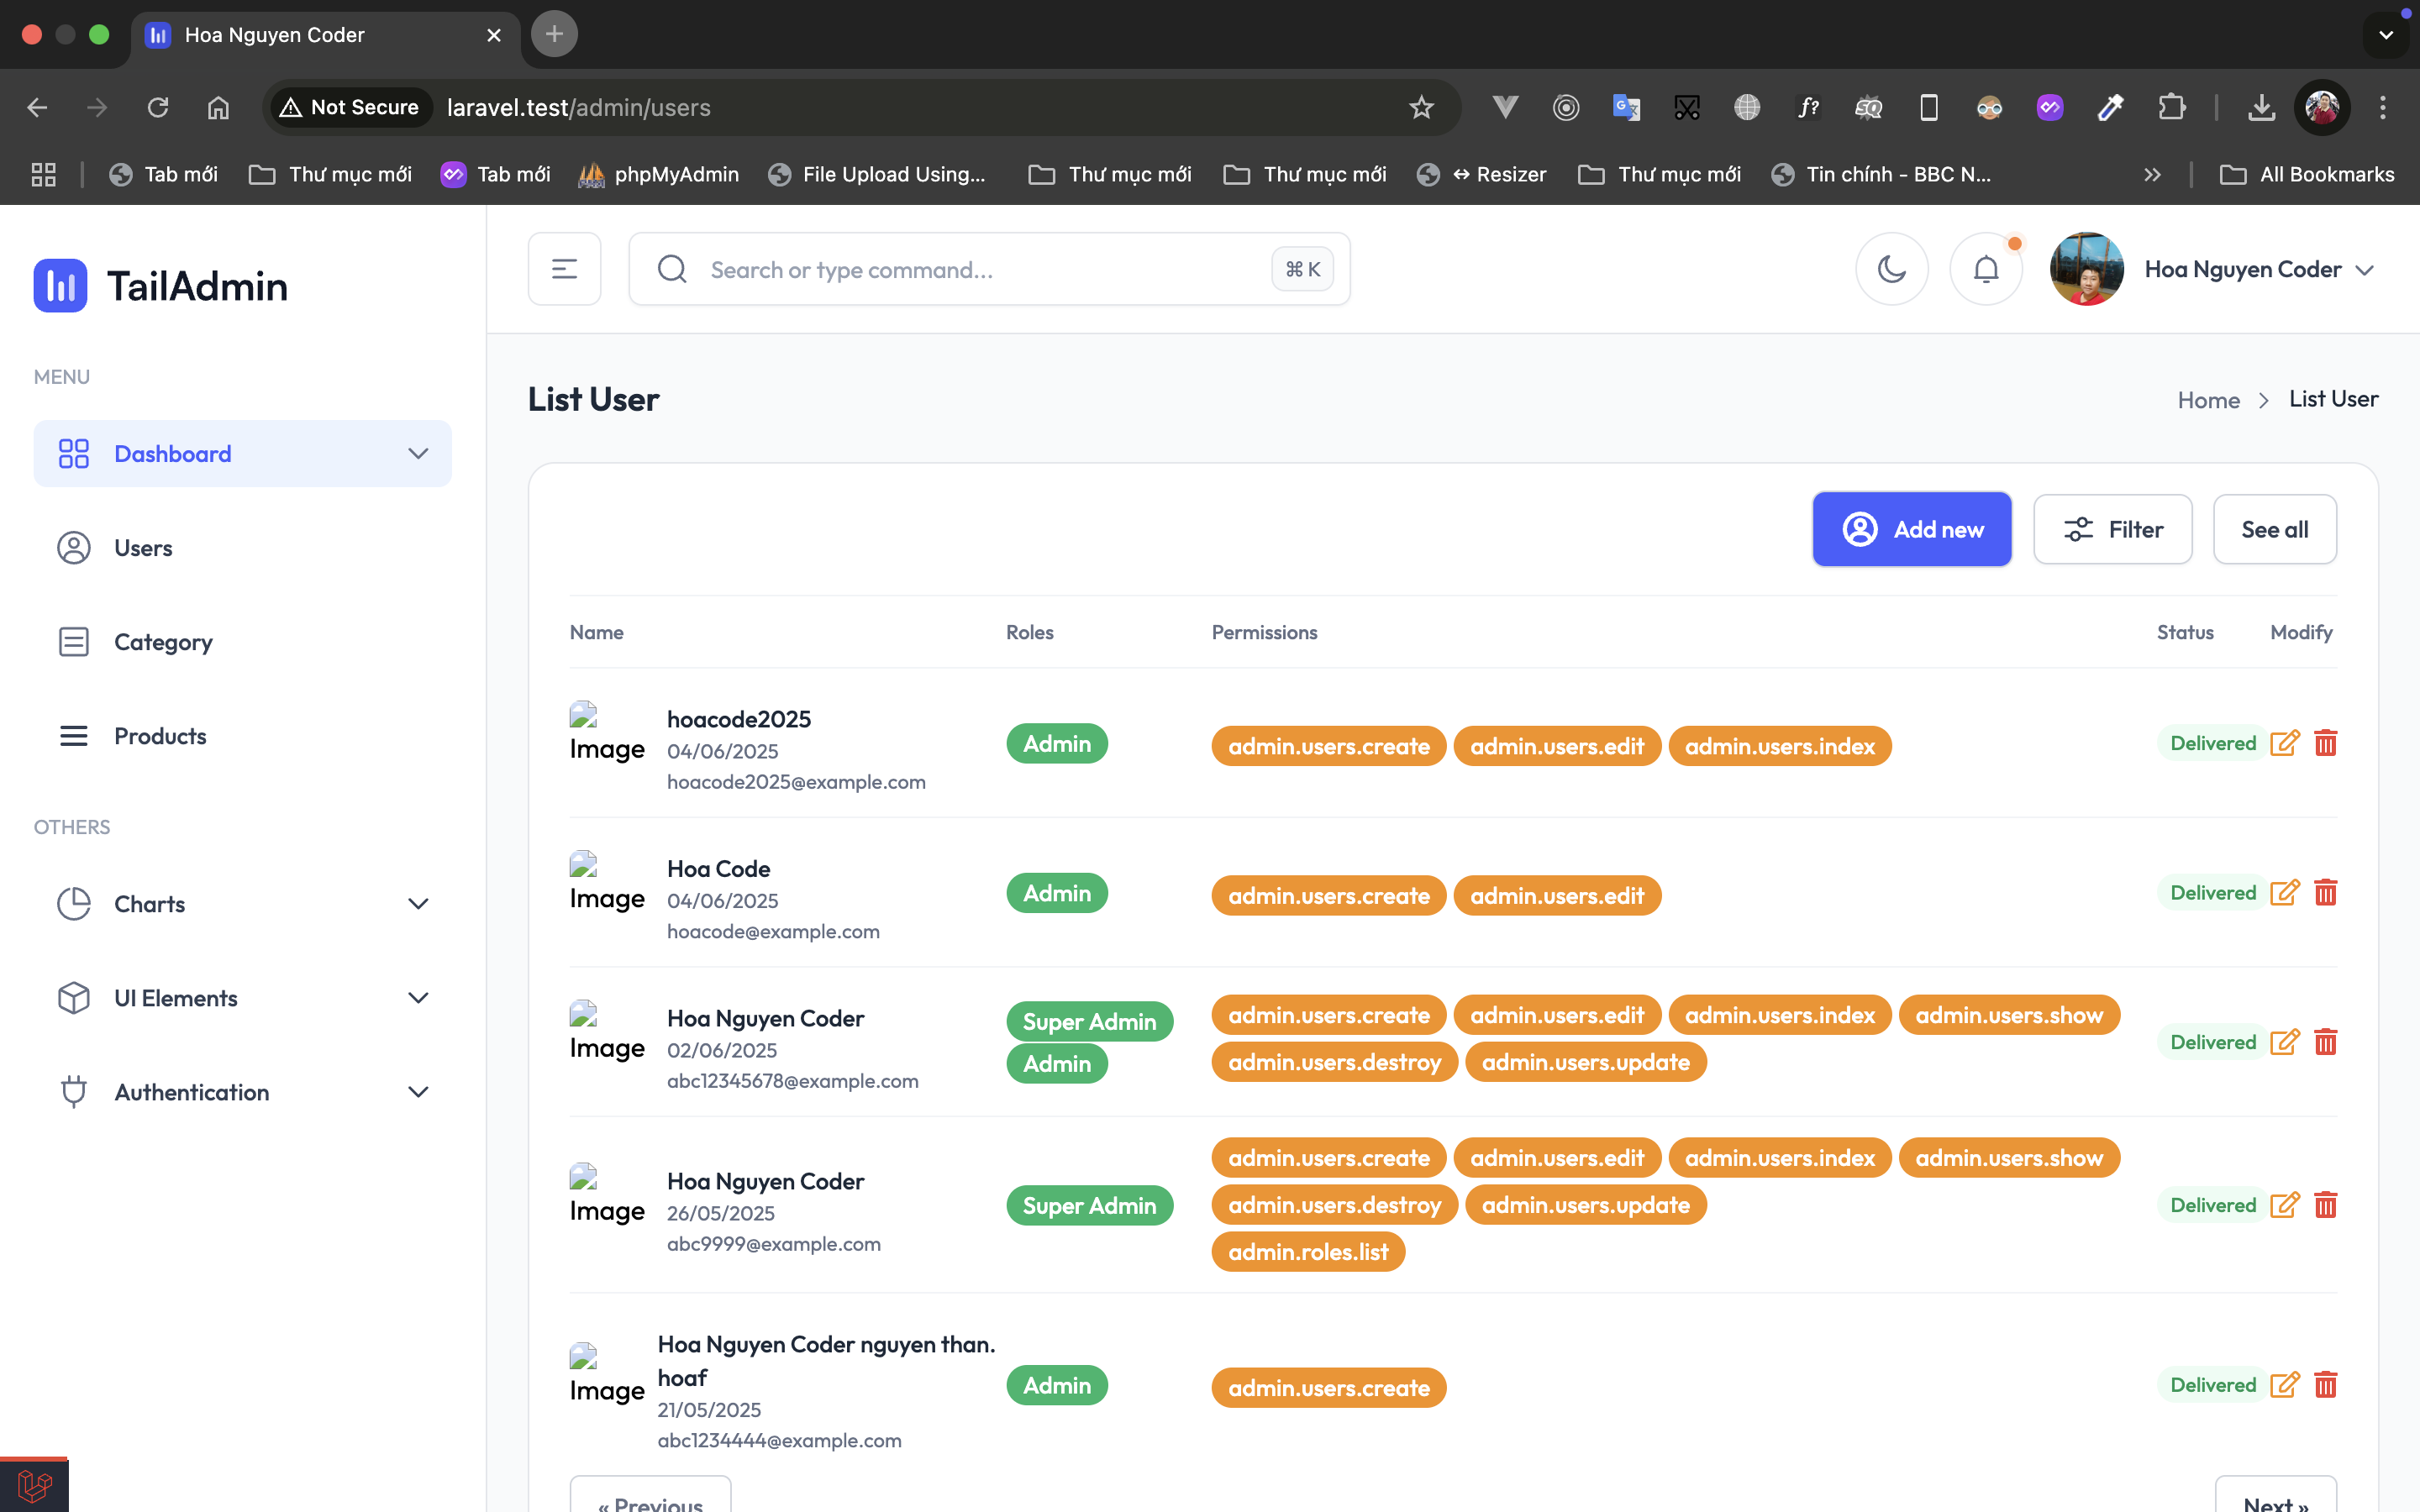 Hoa Nguyen Coder
Not Secure laravel.test/admin/users
Tab mới Thư mục mới Tab mới phpMyAdmin File Upload Using... Thư mục mới Thư mục mới ↔ Resizer Thư mục mới Tin chính - BBC N... » All Bookmarks
TailAdmin
Search or type command... ⌘ K
Hoa Nguyen Coder
MENU
Dashboard
Users
Category
Products
OTHERS
Charts
UI Elements
Authentication
List User
Home > List User
Add new Filter See all
Name Roles Permissions Status Modify
Image hoacode2025
04/06/2025
hoacode2025@example.com
Admin
admin.users.create admin.users.edit admin.users.index
Delivered
Image Hoa Code
04/06/2025
hoacode@example.com
Admin
admin.users.create admin.users.edit
Delivered
Image Hoa Nguyen Coder
02/06/2025
abc12345678@example.com
Super Admin
Admin
admin.users.create admin.users.edit admin.users.index admin.users.show
admin.users.destroy admin.users.update
Delivered
Image Hoa Nguyen Coder
26/05/2025
abc9999@example.com
Super Admin
admin.users.create admin.users.edit admin.users.index admin.users.show
admin.users.destroy admin.users.update
admin.roles.list
Delivered
Image Hoa Nguyen Coder nguyen than.
hoaf
21/05/2025
abc1234444@example.com
Admin
admin.users.create
Delivered
« Previous Next »